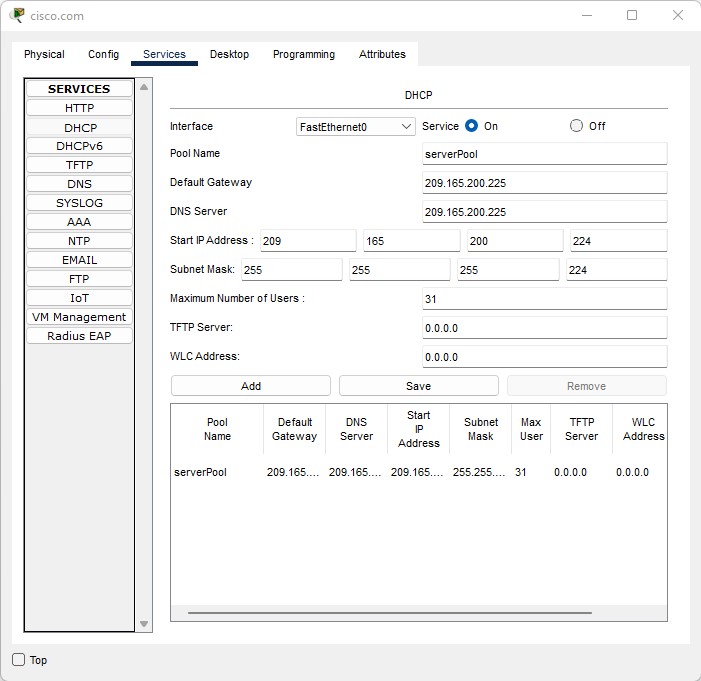 cisco.com
Physical Config Services Desktop Programming Attributes
SERVICES
HTTP
DHCP
DHCPv6
TFTP
DNS
SYSLOG
AAA
NTP
EMAIL
FTP
IoT
VM Management
Radius EAP
DHCP
Interface FastEthernet0 Service On Off
Pool Name serverPool
Default Gateway 209.165.200.225
DNS Server 209.165.200.225
Start IP Address : 209 165 200 224
Subnet Mask: 255 255 255 224
Maximum Number of Users : 31
TFTP Server: 0.0.0.0
WLC Address: 0.0.0.0
Add Save Remove
Pool Name Default Gateway DNS Server Start IP Address Subnet Mask Max User TFTP Server WLC Address
serverPool 209.165.... 209.165.... 209.165.... 255.255.... 31 0.0.0.0 0.0.0.0
Top